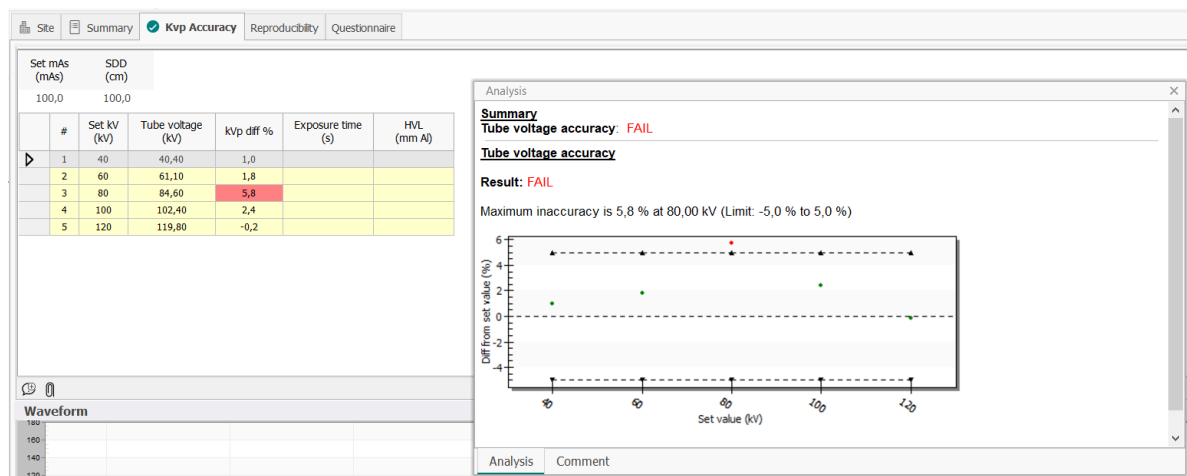 Site Summary Kvp Accuracy Reproducibility Questionnaire
Set mAs (mAs) SDD (cm)
100,0 100,0
# Set kV (kV) Tube voltage (kV) kVp diff % Exposure time (s) HVL (mm Al)
1 40 40,40 1,0
2 60 61,10 1,8
3 80 84,60 5,8
4 100 102,40 2,4
5 120 119,80 -0,2
Waveform
180
160
140
120
Analysis
Summary
Tube voltage accuracy: FAIL
Tube voltage accuracy
Result: FAIL
Maximum inaccuracy is 5,8 % at 80,00 kV (Limit: -5,0 % to 5,0 %)
Diff from set value (%)
6
4
2
0
-2
-4
40 60 80 100 120
Set value (kV)
Analysis Comment